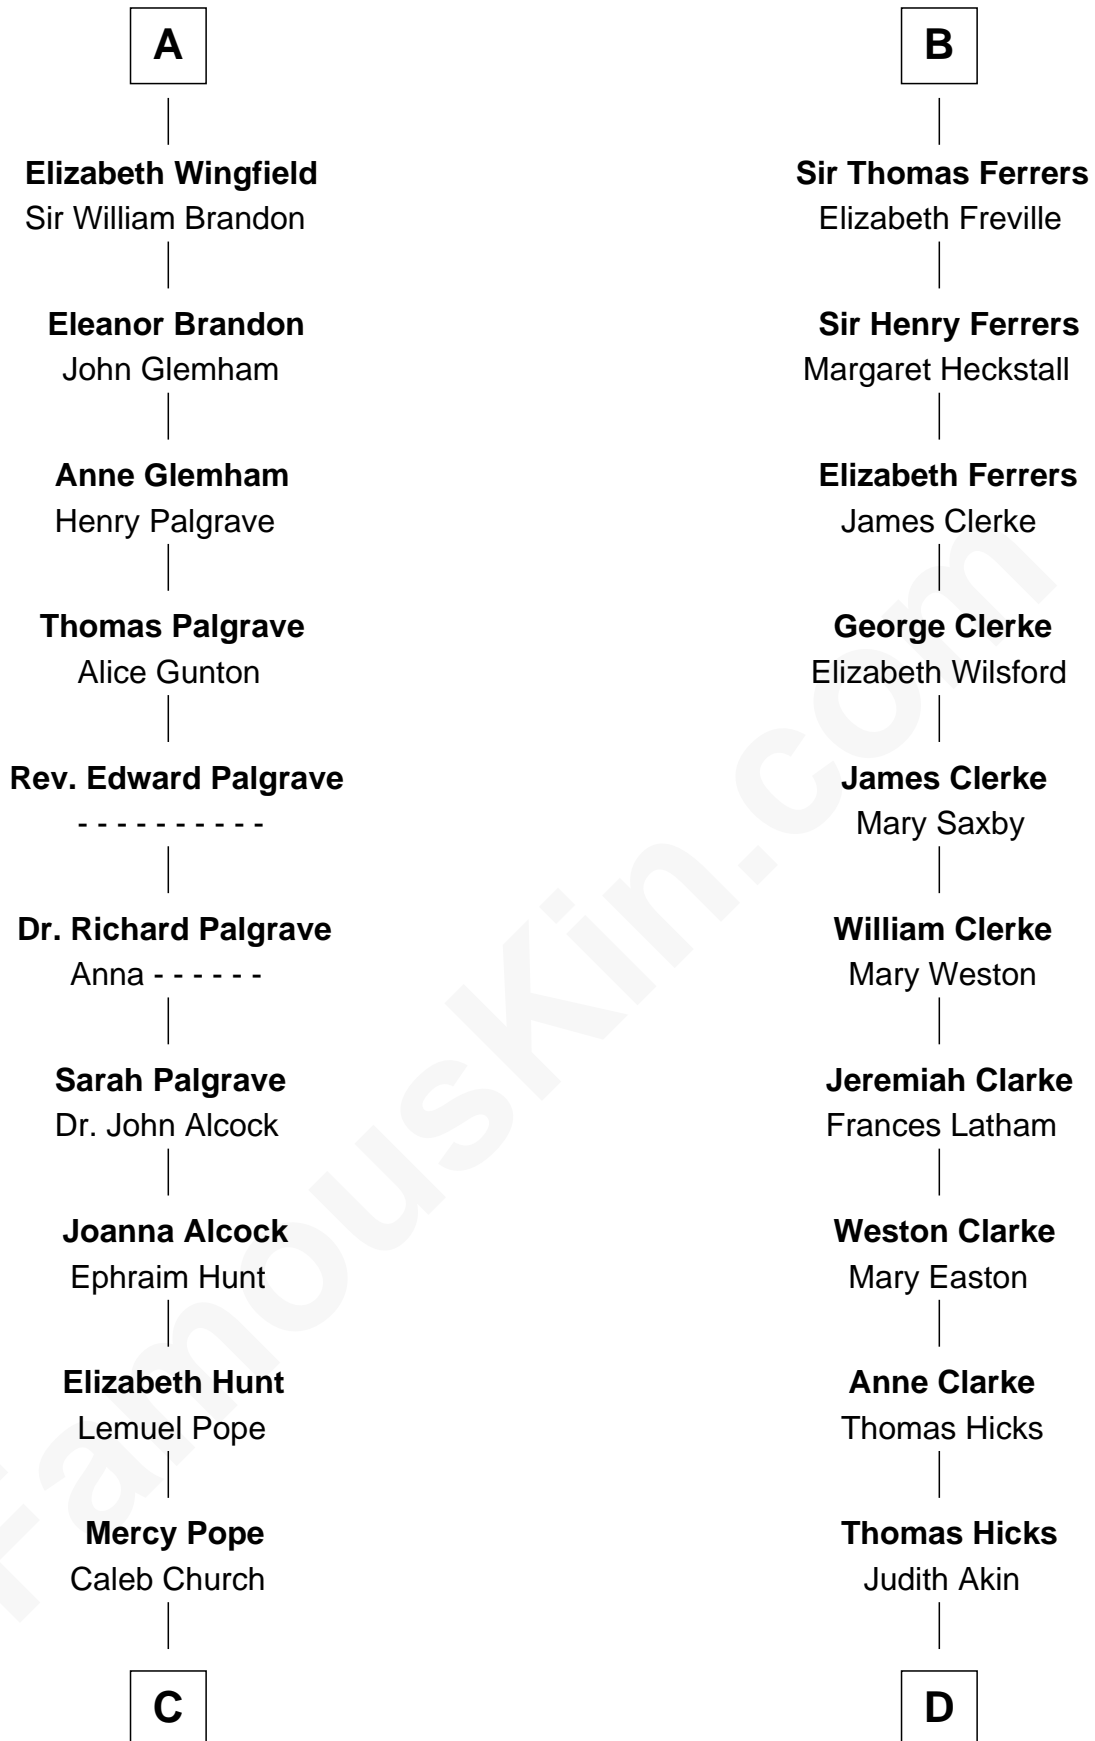 A
Elizabeth Wingfield
Sir William Brandon
Eleanor Brandon
John Glemham
Anne Glemham
Henry Palgrave
Thomas Palgrave
Alice Gunton
Rev. Edward Palgrave
- - - - - - - - - -
Dr. Richard Palgrave
Anna - - - - - -
Sarah Palgrave
Dr. John Alcock
Joanna Alcock
Ephraim Hunt
Elizabeth Hunt
Lemuel Pope
Mercy Pope
Caleb Church
C
B
Sir Thomas Ferrers
Elizabeth Freville
Sir Henry Ferrers
Margaret Heckstall
Elizabeth Ferrers
James Clerke
George Clerke
Elizabeth Wilsford
James Clerke
Mary Saxby
William Clerke
Mary Weston
Jeremiah Clarke
Frances Latham
Weston Clarke
Mary Easton
Anne Clarke
Thomas Hicks
Thomas Hicks
Judith Akin
D
FamousKin.com